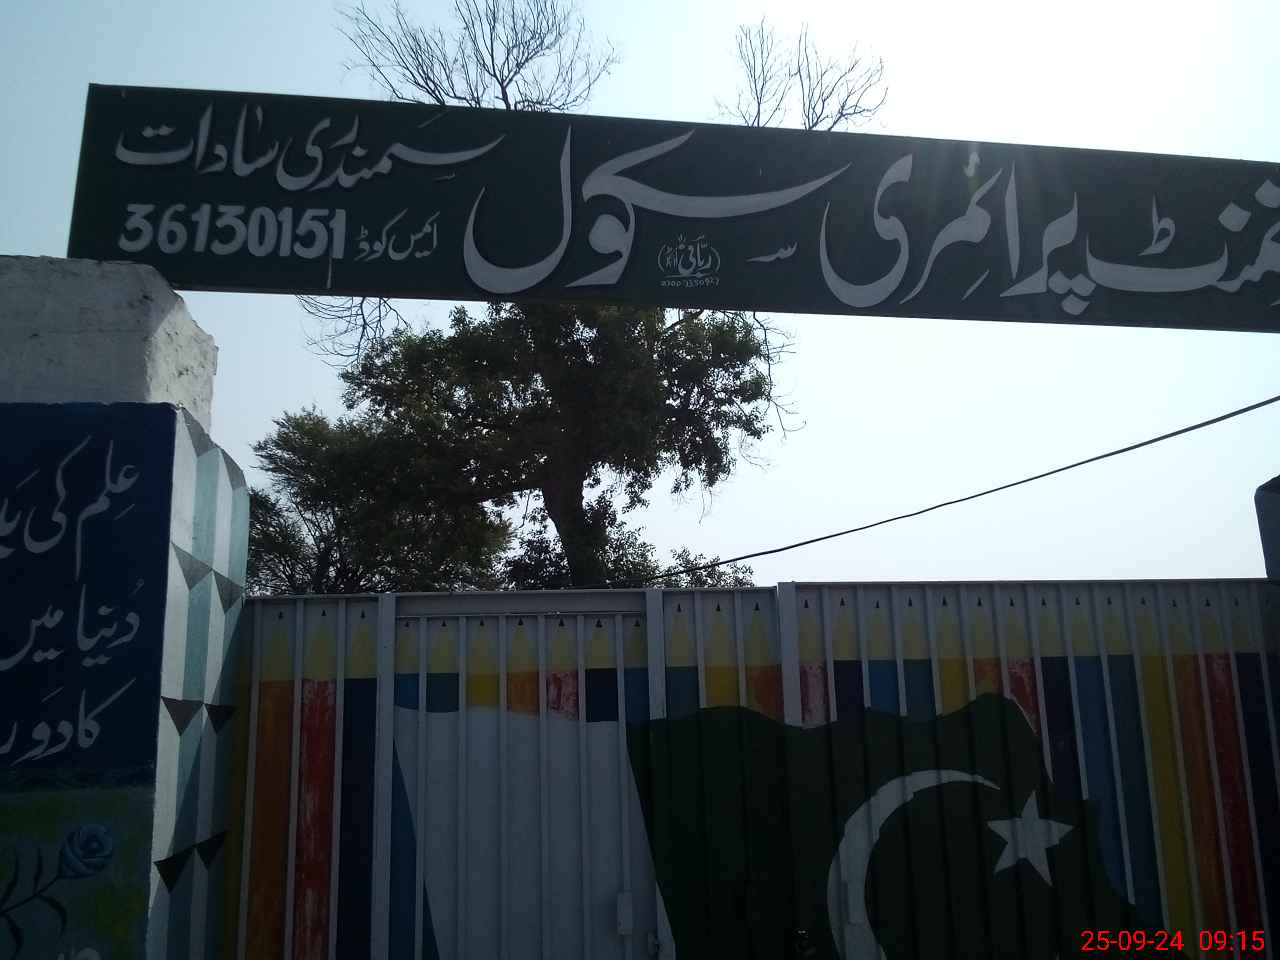 پرائمری سکول سمندری سادات
ایمس کوڈ 36130151
علم کی
دنیا میں
کا دور
25-09-24 09:15